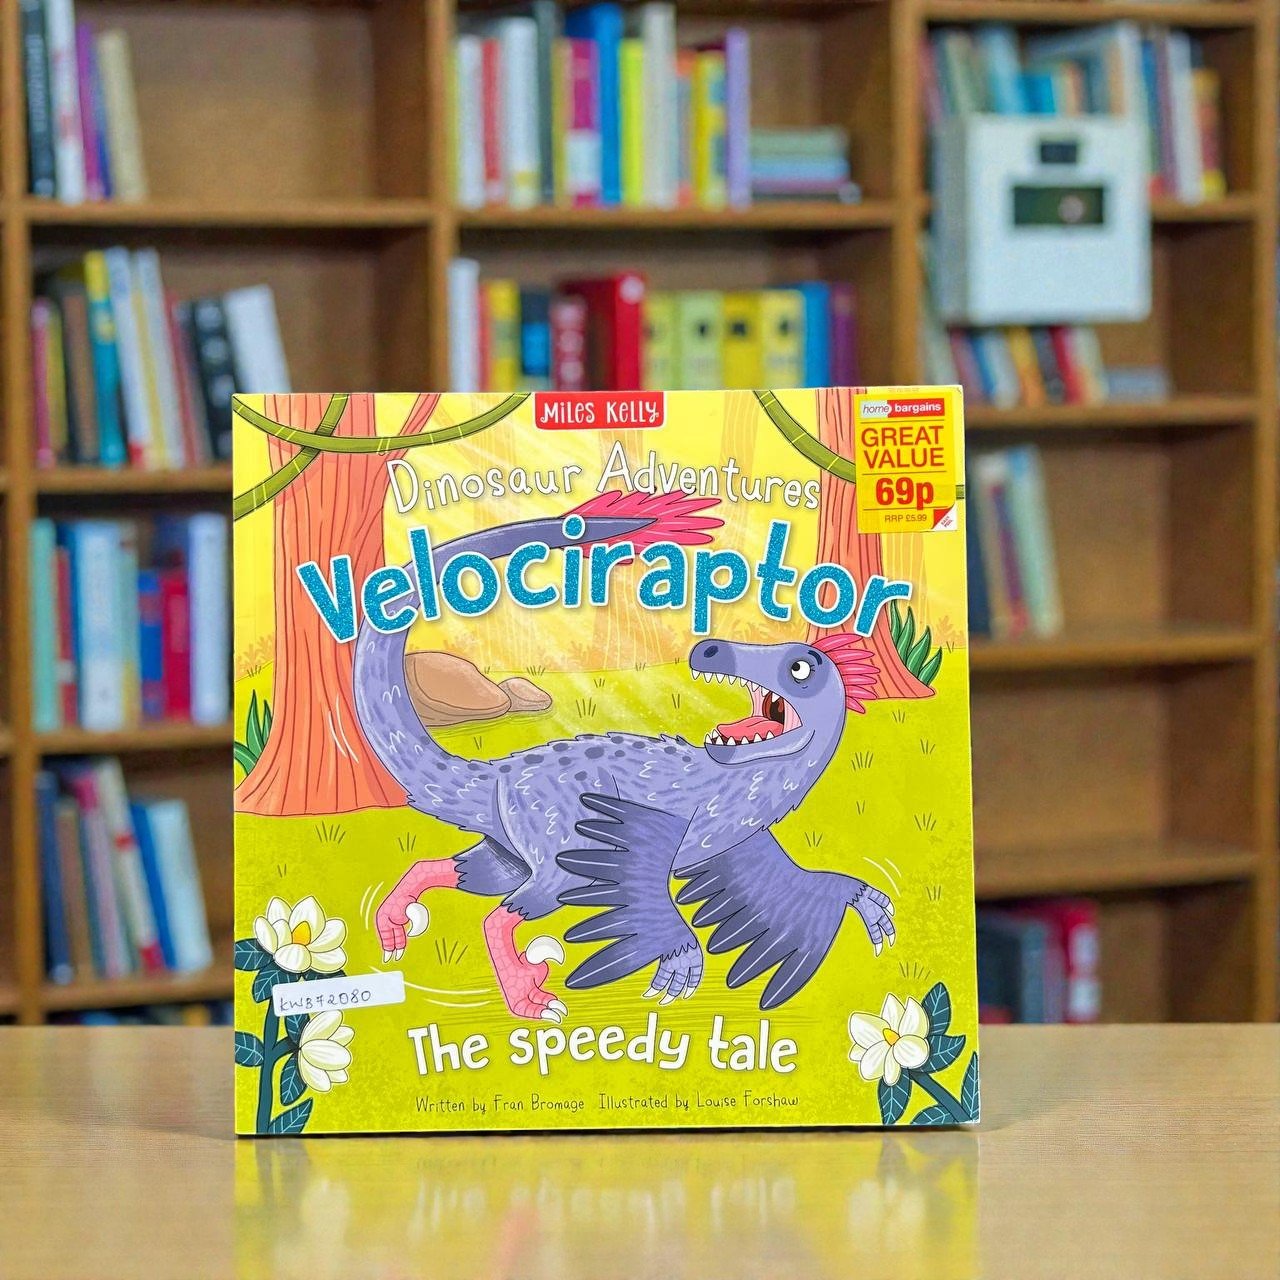 MILES KELLY
home bargains
GREAT
VALUE
69p
RRP £5.99
Dinosaur Adventures
Velociraptor
KWB72080
The speedy tale
Written by Fran Bromage Illustrated by Louise Forshaw